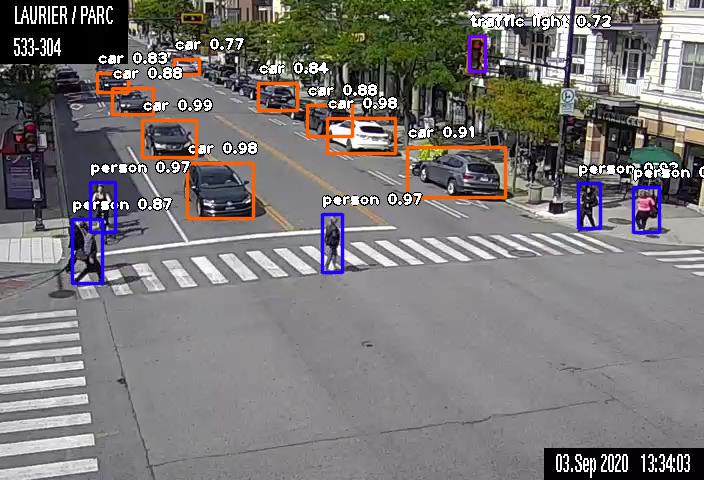 LAURIER / PARC
533-304
traffic light 0.72
car 0.77
car 0.83
car 0.88
car 0.84
car 0.88
car 0.99
car 0.98
car 0.91
car 0.98
person 0.97
person 0.87
person 0.97
person
person 0
03.Sep 2020 13:34:03